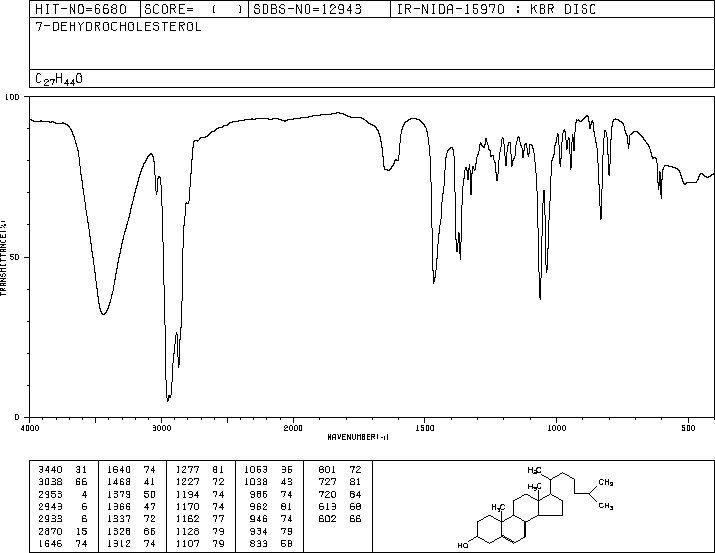 HIT-NO=6680 SCORE= ( ) SDBS-NO=12943 IR-NIDA-15970 : KBR DISC
7-DEHYDROCHOLESTEROL
C27H44O
100
50
0
TRANSMITTANCE(%)
4000 3000 2000 1500 1000 500
3440 31 1640 74 1277 81 1063 36 801 72
3038 66 1468 41 1227 72 1038 43 727 81
2953 4 1379 50 1194 74 986 74 720 84
2943 6 1366 47 1170 74 962 81 613 68
2933 6 1337 72 1162 77 946 74 602 66
2870 15 1328 66 1128 79 934 79
1646 74 1312 74 1107 79 833 58
H3C
CH3
CH3
H3C
H3C
HO